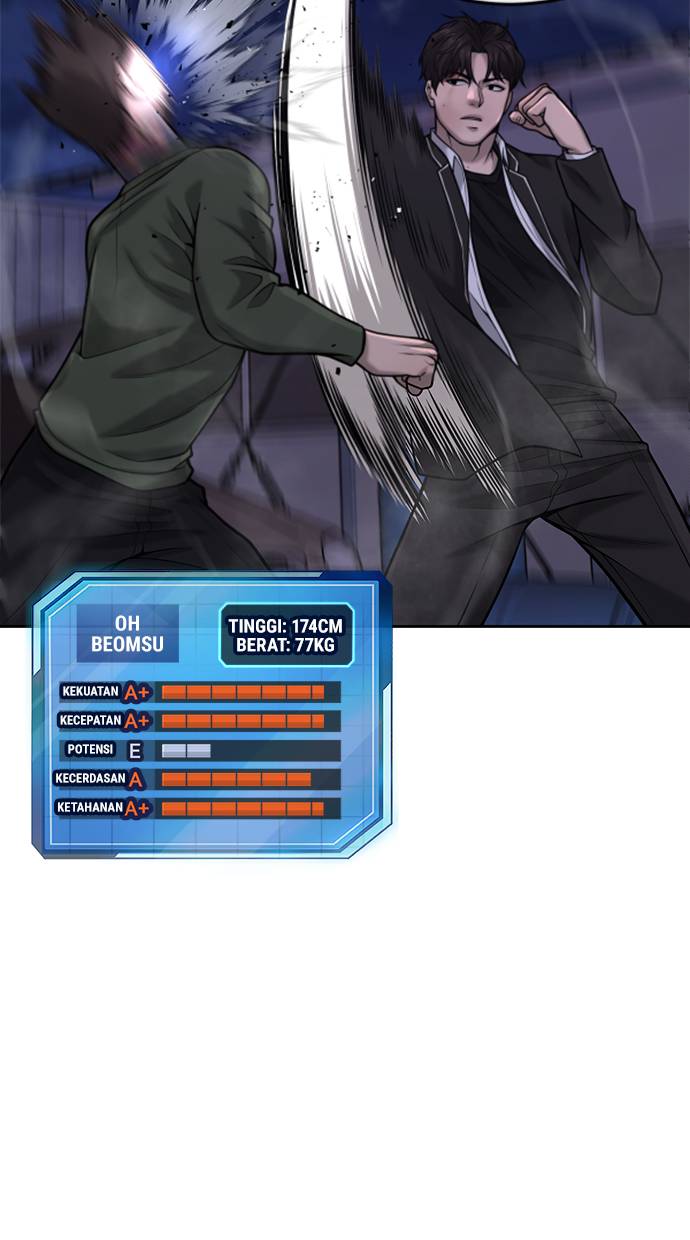 OH
BEOMSU
TINGGI: 174CM
BERAT: 77KG
KEKUATAN A+
KECEPATAN A+
POTENSI E
KECERDASAN A
KETAHANAN A+